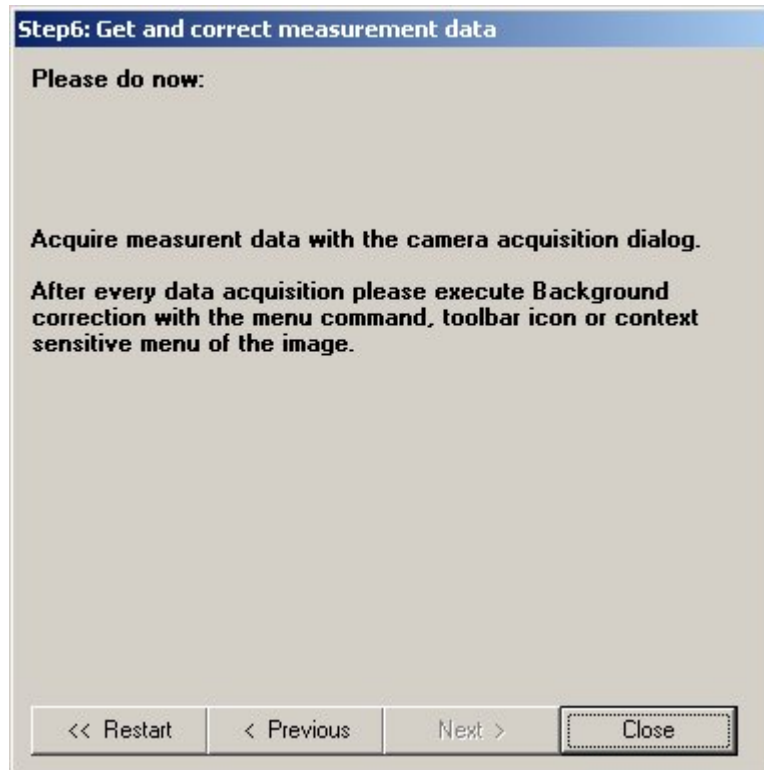 Step6: Get and correct measurement data
Please do now:
Acquire measurent data with the camera acquisition dialog.
After every data acquisition please execute Background
correction with the menu command, toolbar icon or context
sensitive menu of the image.
<< Restart
< Previous
Next >
Close